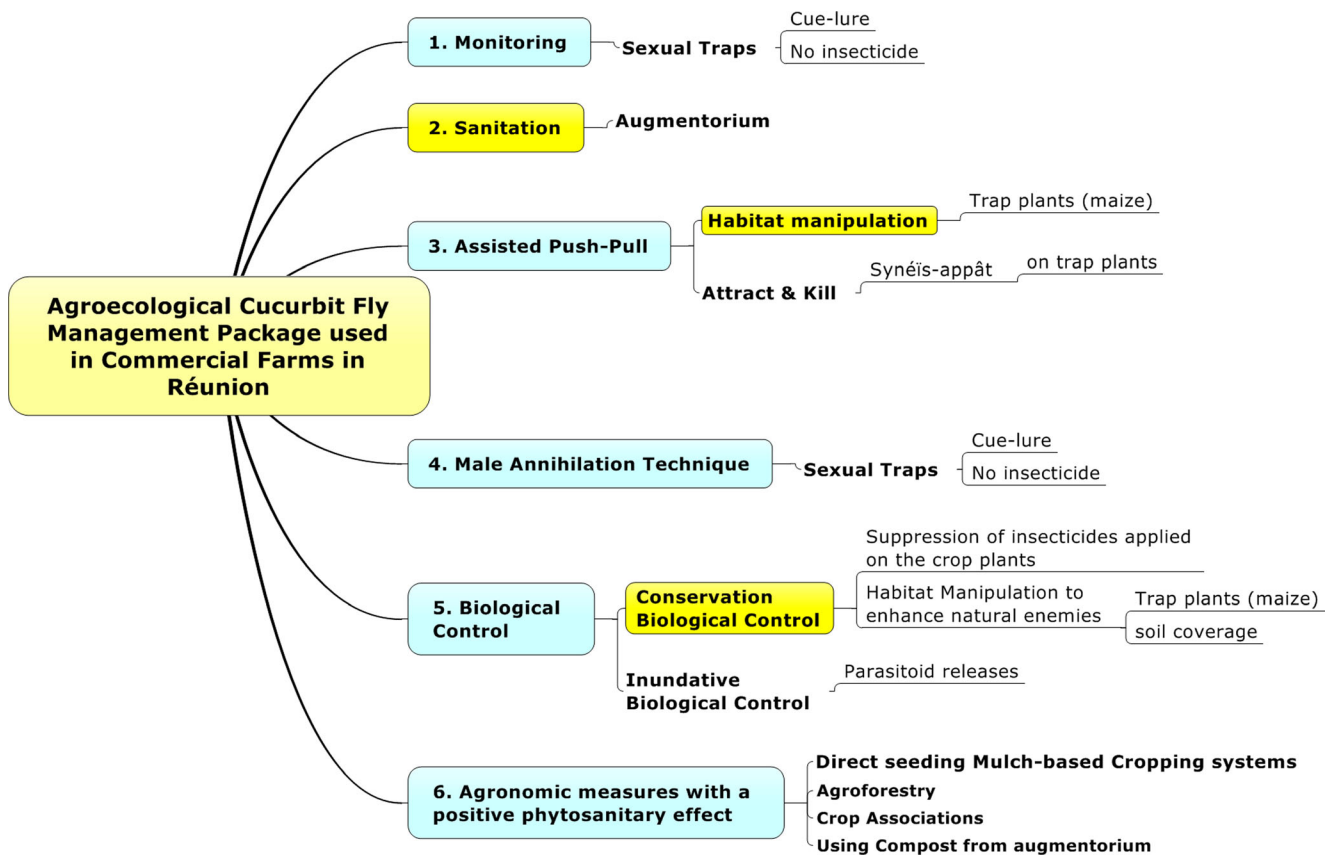 Agroecological Cucurbit Fly
Management Package used
in Commercial Farms in
Réunion
1. Monitoring
Sexual Traps
Cue-lure
No insecticide
2. Sanitation
Augmentorium
3. Assisted Push-Pull
Habitat manipulation
Trap plants (maize)
Attract & Kill
Synéïs-appât
on trap plants
4. Male Annihilation Technique
Sexual Traps
Cue-lure
No insecticide
5. Biological
Control
Conservation
Biological Control
Suppression of insecticides applied
on the crop plants
Habitat Manipulation to
enhance natural enemies
Trap plants (maize)
soil coverage
Inundative
Biological Control
Parasitoid releases
6. Agronomic measures with a
positive phytosanitary effect
Direct seeding Mulch-based Cropping systems
Agroforestry
Crop Associations
Using Compost from augmentorium